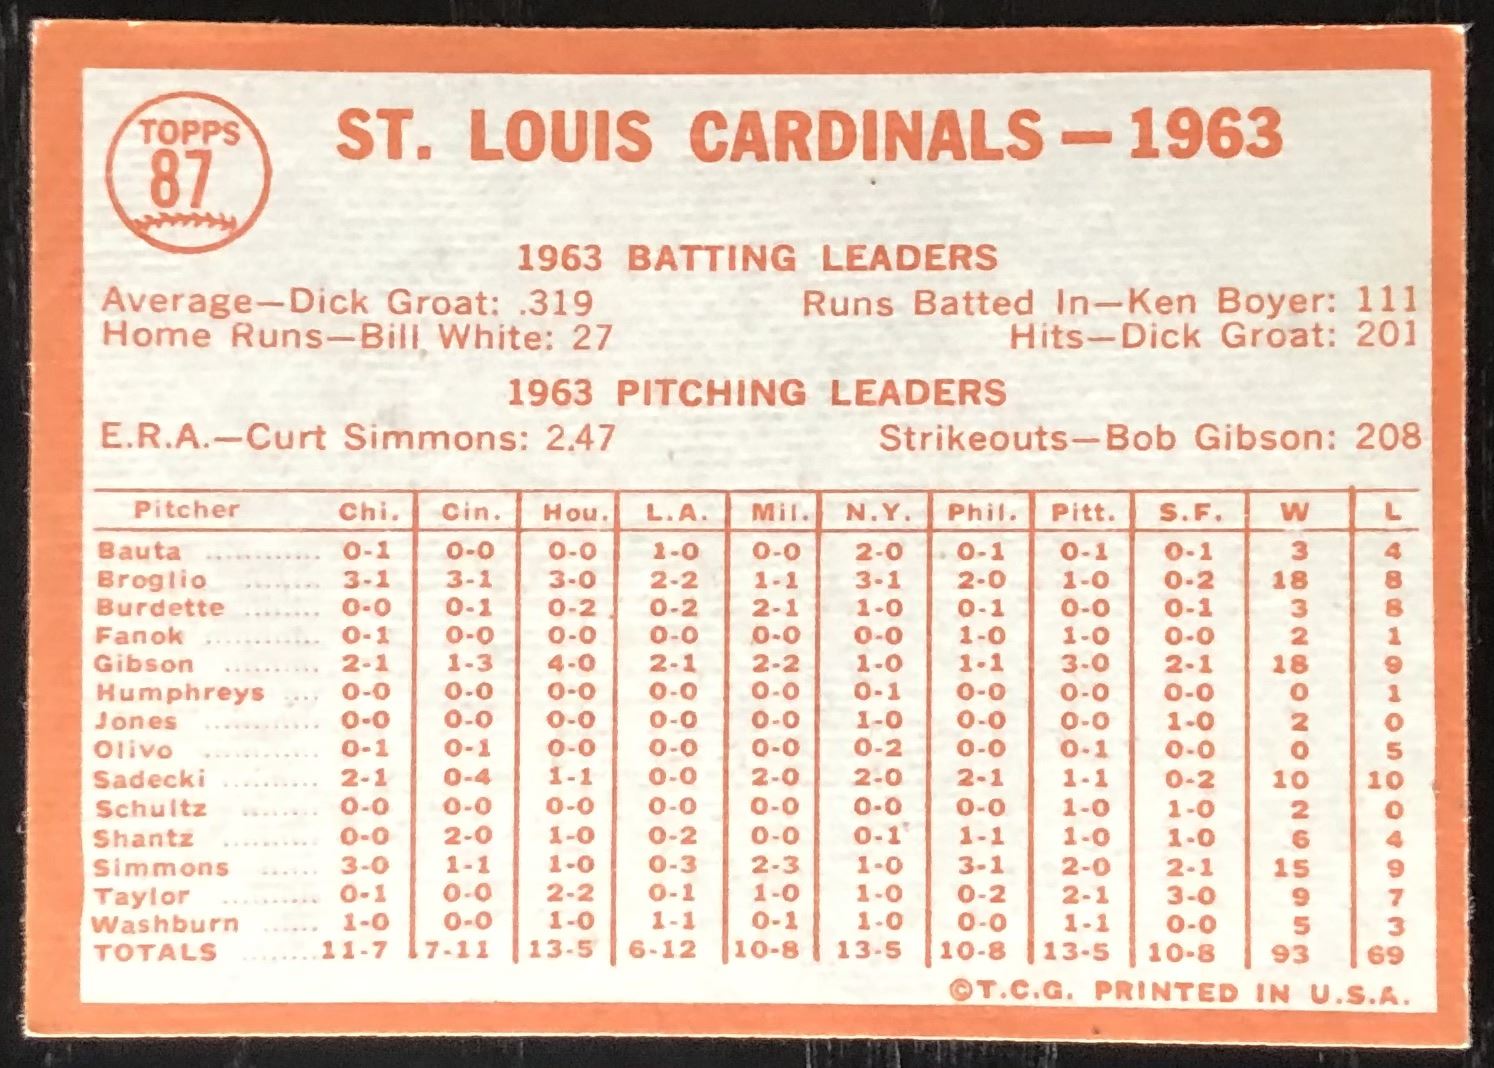 TOPPS
87
ST. LOUIS CARDINALS — 1963
1963 BATTING LEADERS
Average—Dick Groat: .319 Runs Batted In—Ken Boyer: 111
Home Runs—Bill White: 27 Hits—Dick Groat: 201
1963 PITCHING LEADERS
E.R.A.—Curt Simmons: 2.47 Strikeouts—Bob Gibson: 208
Pitcher Chi. Cin. Hou. L.A. Mil. N.Y. Phil. Pitt. S.F. W L
Bauta ............ 0-1 0-0 0-0 1-0 0-0 2-0 0-1 0-1 0-1 3 4
Broglio ........ 3-1 3-1 3-0 2-2 1-1 3-1 2-0 1-0 0-2 18 8
Burdette ........ 0-0 0-1 0-2 0-2 2-1 1-0 0-1 0-0 0-1 3 8
Fanok ............ 0-1 0-0 0-0 0-0 0-0 0-0 1-0 1-0 0-0 2 1
Gibson .......... 2-1 1-3 4-0 2-1 2-2 1-0 1-1 3-0 2-1 18 9
Humphreys .... 0-0 0-0 0-0 0-0 0-0 0-1 0-0 0-0 0-0 0 1
Jones ............ 0-0 0-0 0-0 0-0 0-0 1-0 0-0 0-0 1-0 2 0
Olivo ............ 0-1 0-1 0-0 0-0 0-0 0-2 0-0 0-1 0-0 0 5
Sadecki .......... 2-1 0-4 1-1 0-0 2-0 2-0 2-1 1-1 0-2 10 10
Schultz ........ 0-0 0-0 0-0 0-0 0-0 0-0 0-0 1-0 1-0 2 0
Shantz .......... 0-0 2-0 1-0 0-2 0-0 0-1 1-1 1-0 1-0 6 4
Simmons ...... 3-0 1-1 1-0 0-3 2-3 1-0 3-1 2-0 2-1 15 9
Taylor .......... 0-1 0-0 2-2 0-1 1-0 1-0 0-2 2-1 3-0 9 7
Washburn ...... 1-0 0-0 1-0 1-1 0-1 1-0 0-0 1-1 0-0 5 3
TOTALS ........ 11-7 7-11 13-5 6-12 10-8 13-5 10-8 13-5 10-8 93 69
©T.C.G. PRINTED IN U.S.A.